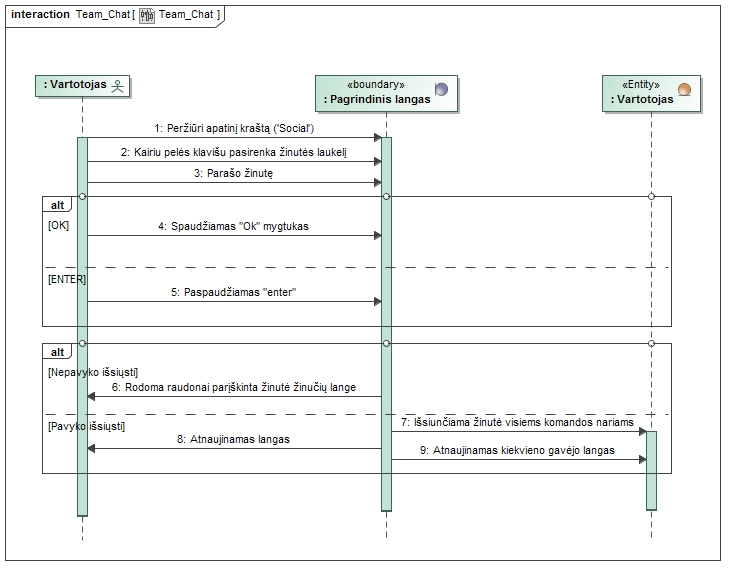 interaction Team_Chat [ Team_Chat ]
: Vartotojas
«boundary»
: Pagrindinis langas
«Entity»
: Vartotojas
1: Peržiūri apatinį kraštą ('Social')
2: Kairiu pelės klavišu pasirenka žinutės laukelį
3: Parašo žinutę
alt
[OK]
4: Spaudžiamas "Ok" mygtukas
[ENTER]
5: Paspaudžiamas "enter"
alt
[Nepavyko išsiųsti]
6: Rodoma raudonai parįškinta žinutė žinučių lange
[Pavyko išsiųsti]
7: Išsiunčiama žinutė visiems komandos nariams
8: Atnaujinamas langas
9: Atnaujinamas kiekvieno gavėjo langas